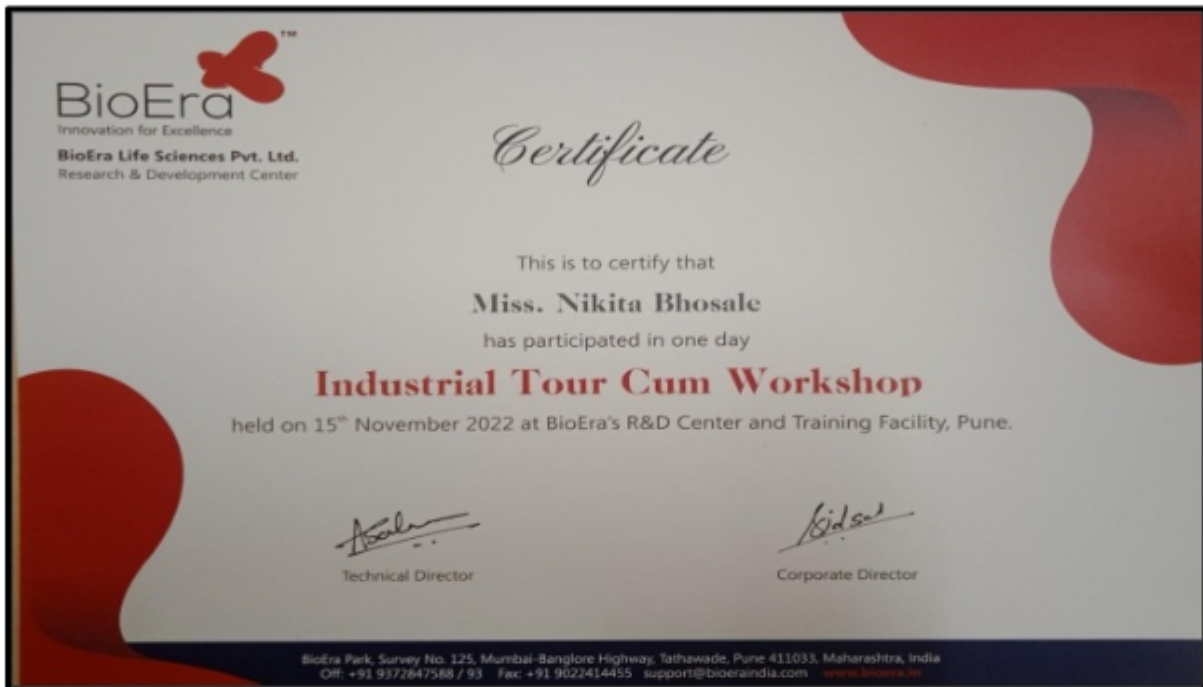 BioEra™
Innovation for Excellence
BioEra Life Sciences Pvt. Ltd.
Research & Development Center
Certificate
This is to certify that
Miss. Nikita Bhosale
has participated in one day
Industrial Tour Cum Workshop
held on 15th November 2022 at BioEra's R&D Center and Training Facility, Pune.
Technical Director
Corporate Director
BioEra Park, Survey No. 125, Mumbai-Banglore Highway, Tathawade, Pune 411033, Maharashtra, India
Off: +91 9372847588 / 93 Fax: +91 9022414455 support@bioeraindia.com www.bioera.in